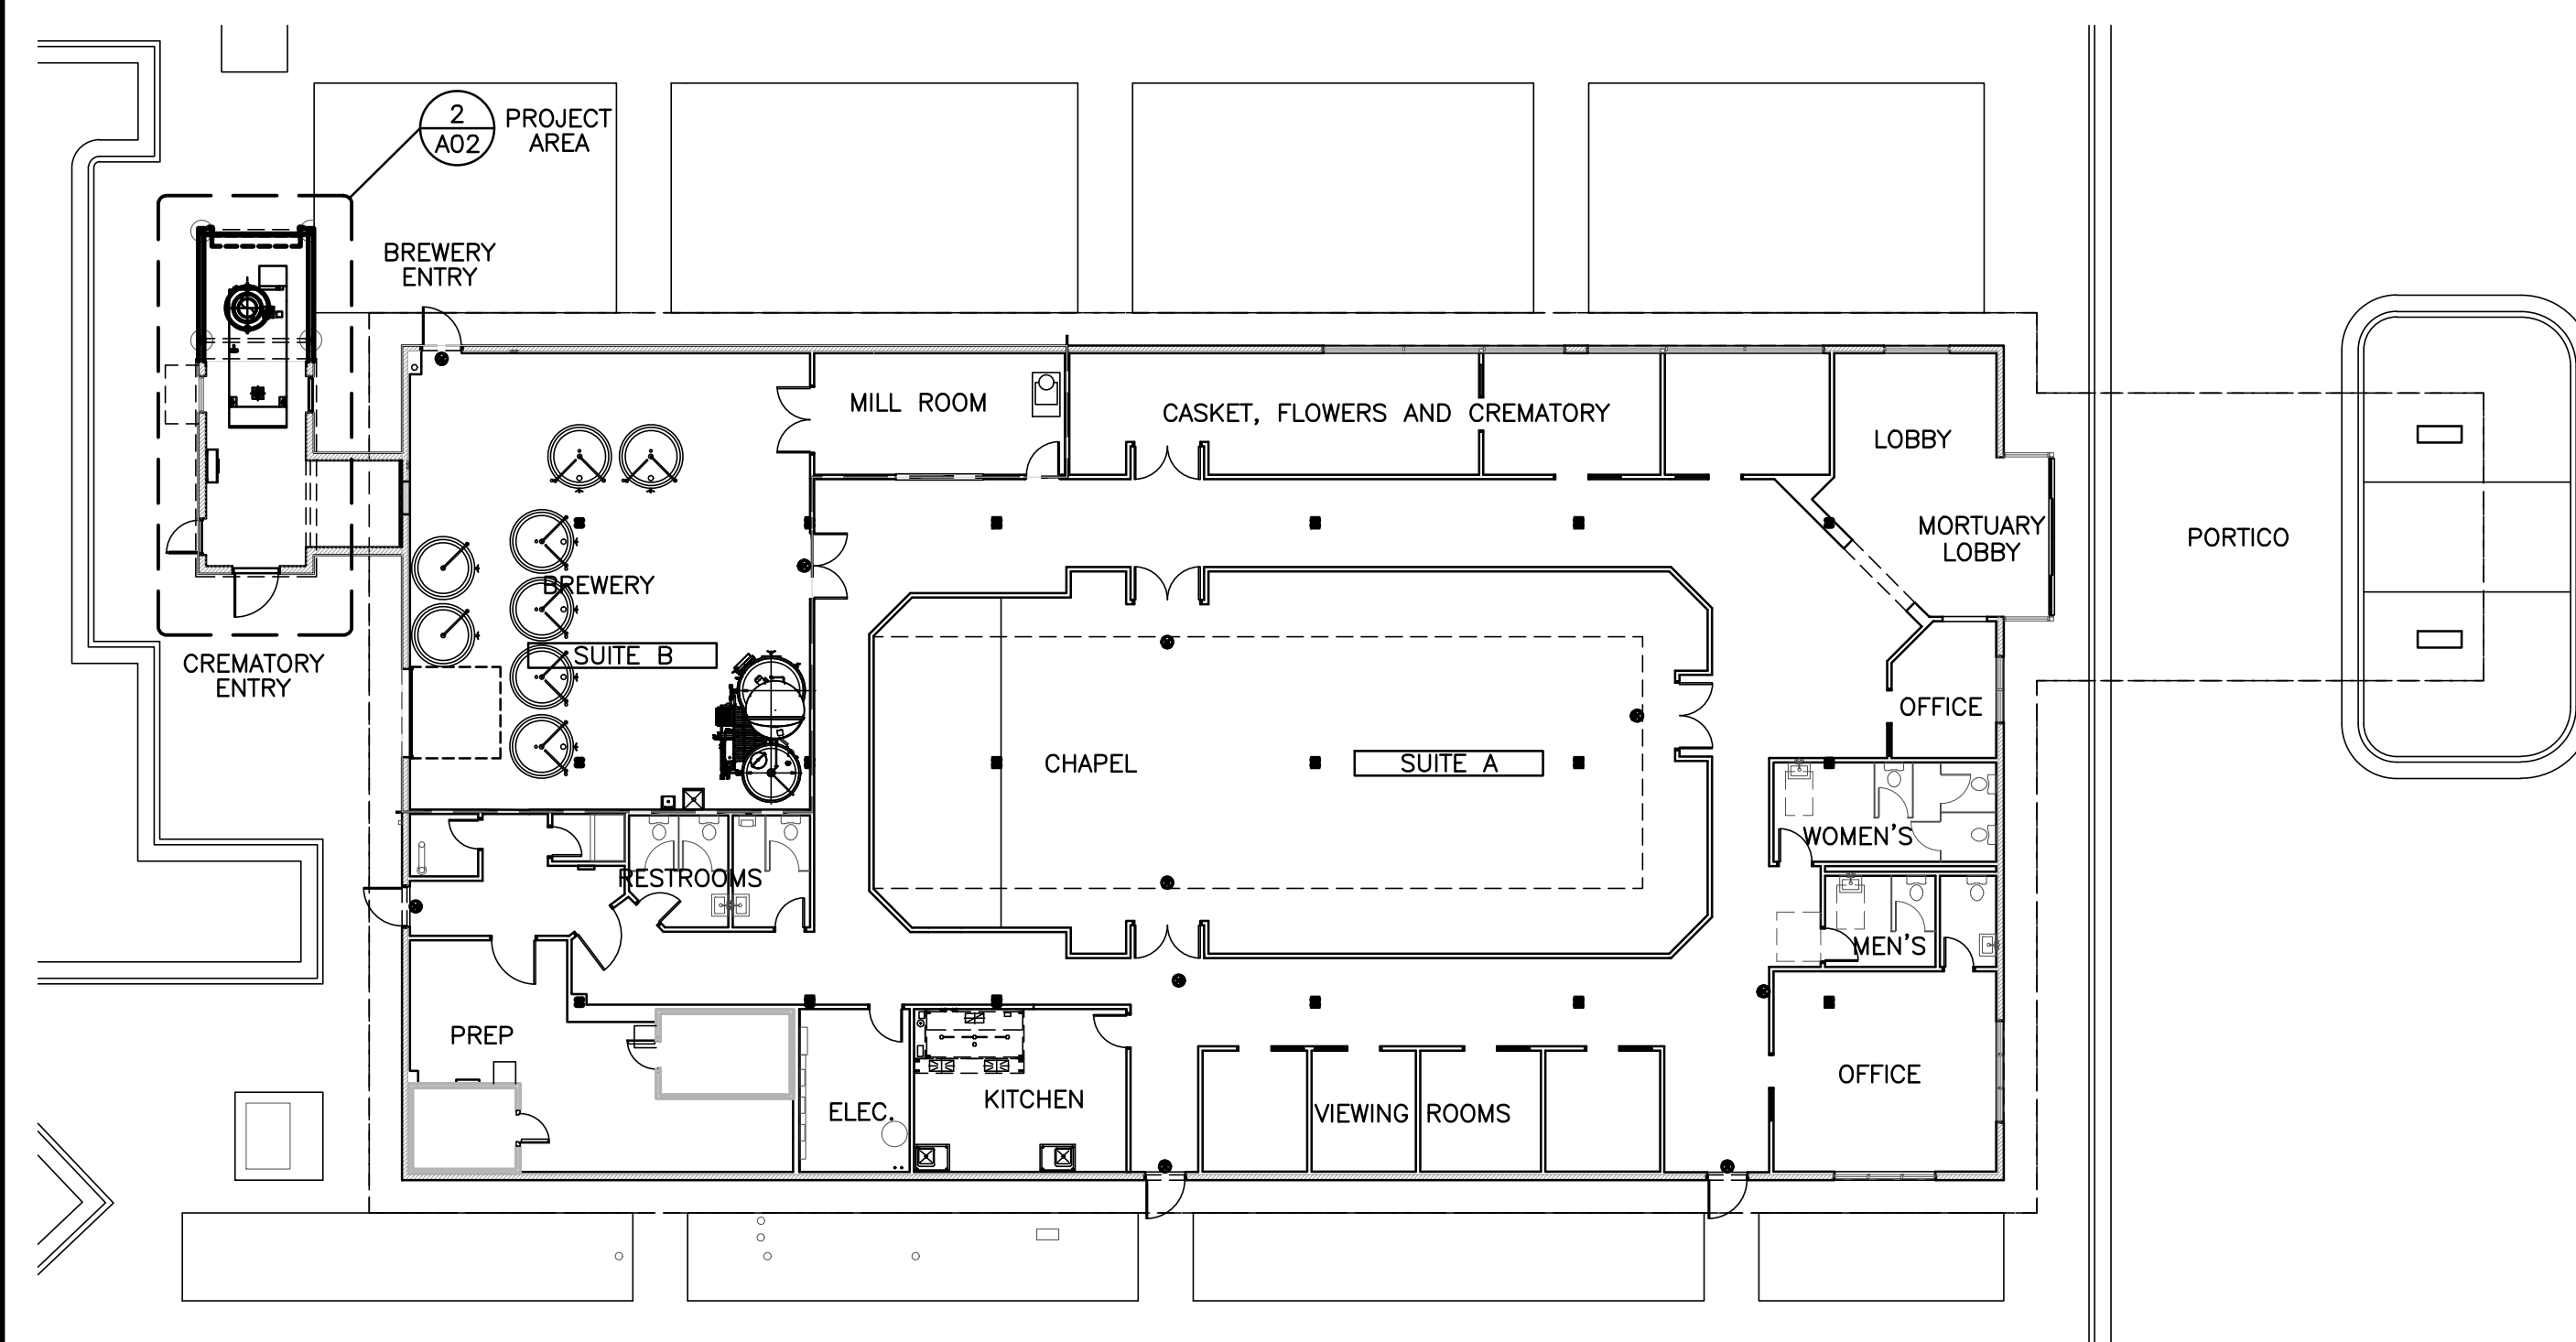 2
A02
PROJECT
AREA
BREWERY
ENTRY
MILL ROOM
CASKET, FLOWERS AND CREMATORY
LOBBY
MORTUARY
LOBBY
PORTICO
BREWERY
SUITE B
CREMATORY
ENTRY
OFFICE
CHAPEL
SUITE A
WOMEN'S
RESTROOMS
MEN'S
PREP
ELEC.
KITCHEN
VIEWING ROOMS
OFFICE